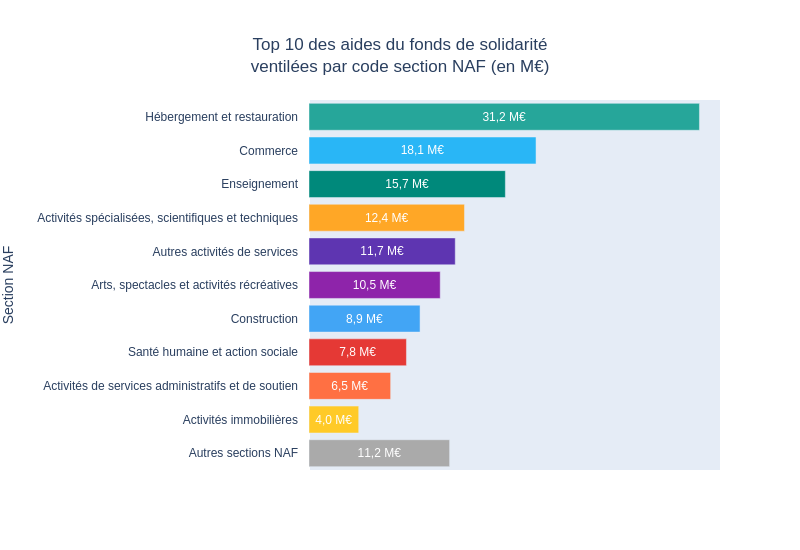 Top 10 des aides du fonds de solidarité
ventilées par code section NAF (en M€)
Section NAF
Hébergement et restauration 31,2 M€
Commerce 18,1 M€
Enseignement 15,7 M€
Activités spécialisées, scientifiques et techniques 12,4 M€
Autres activités de services 11,7 M€
Arts, spectacles et activités récréatives 10,5 M€
Construction 8,9 M€
Santé humaine et action sociale 7,8 M€
Activités de services administratifs et de soutien 6,5 M€
Activités immobilières 4,0 M€
Autres sections NAF 11,2 M€